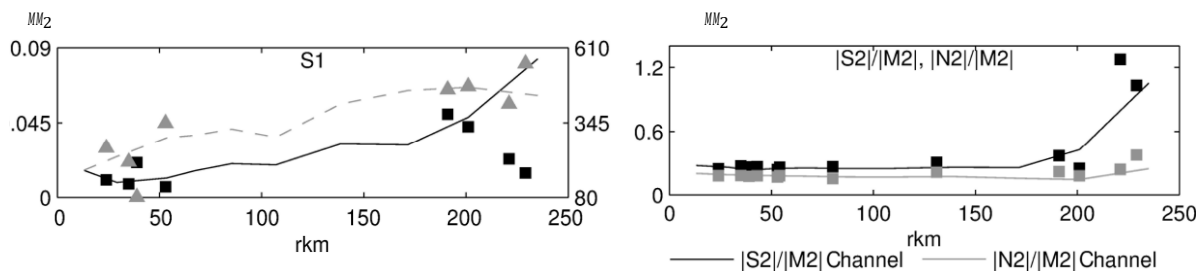 MM2
MM2
0.09
S1
610
.045
345
0
80
0 50 100 150 200 250
rkm
|S2|/|M2|, |N2|/|M2|
1.2
0.6
0
0 50 100 150 200 250
rkm
|S2|/|M2| Channel
|N2|/|M2| Channel